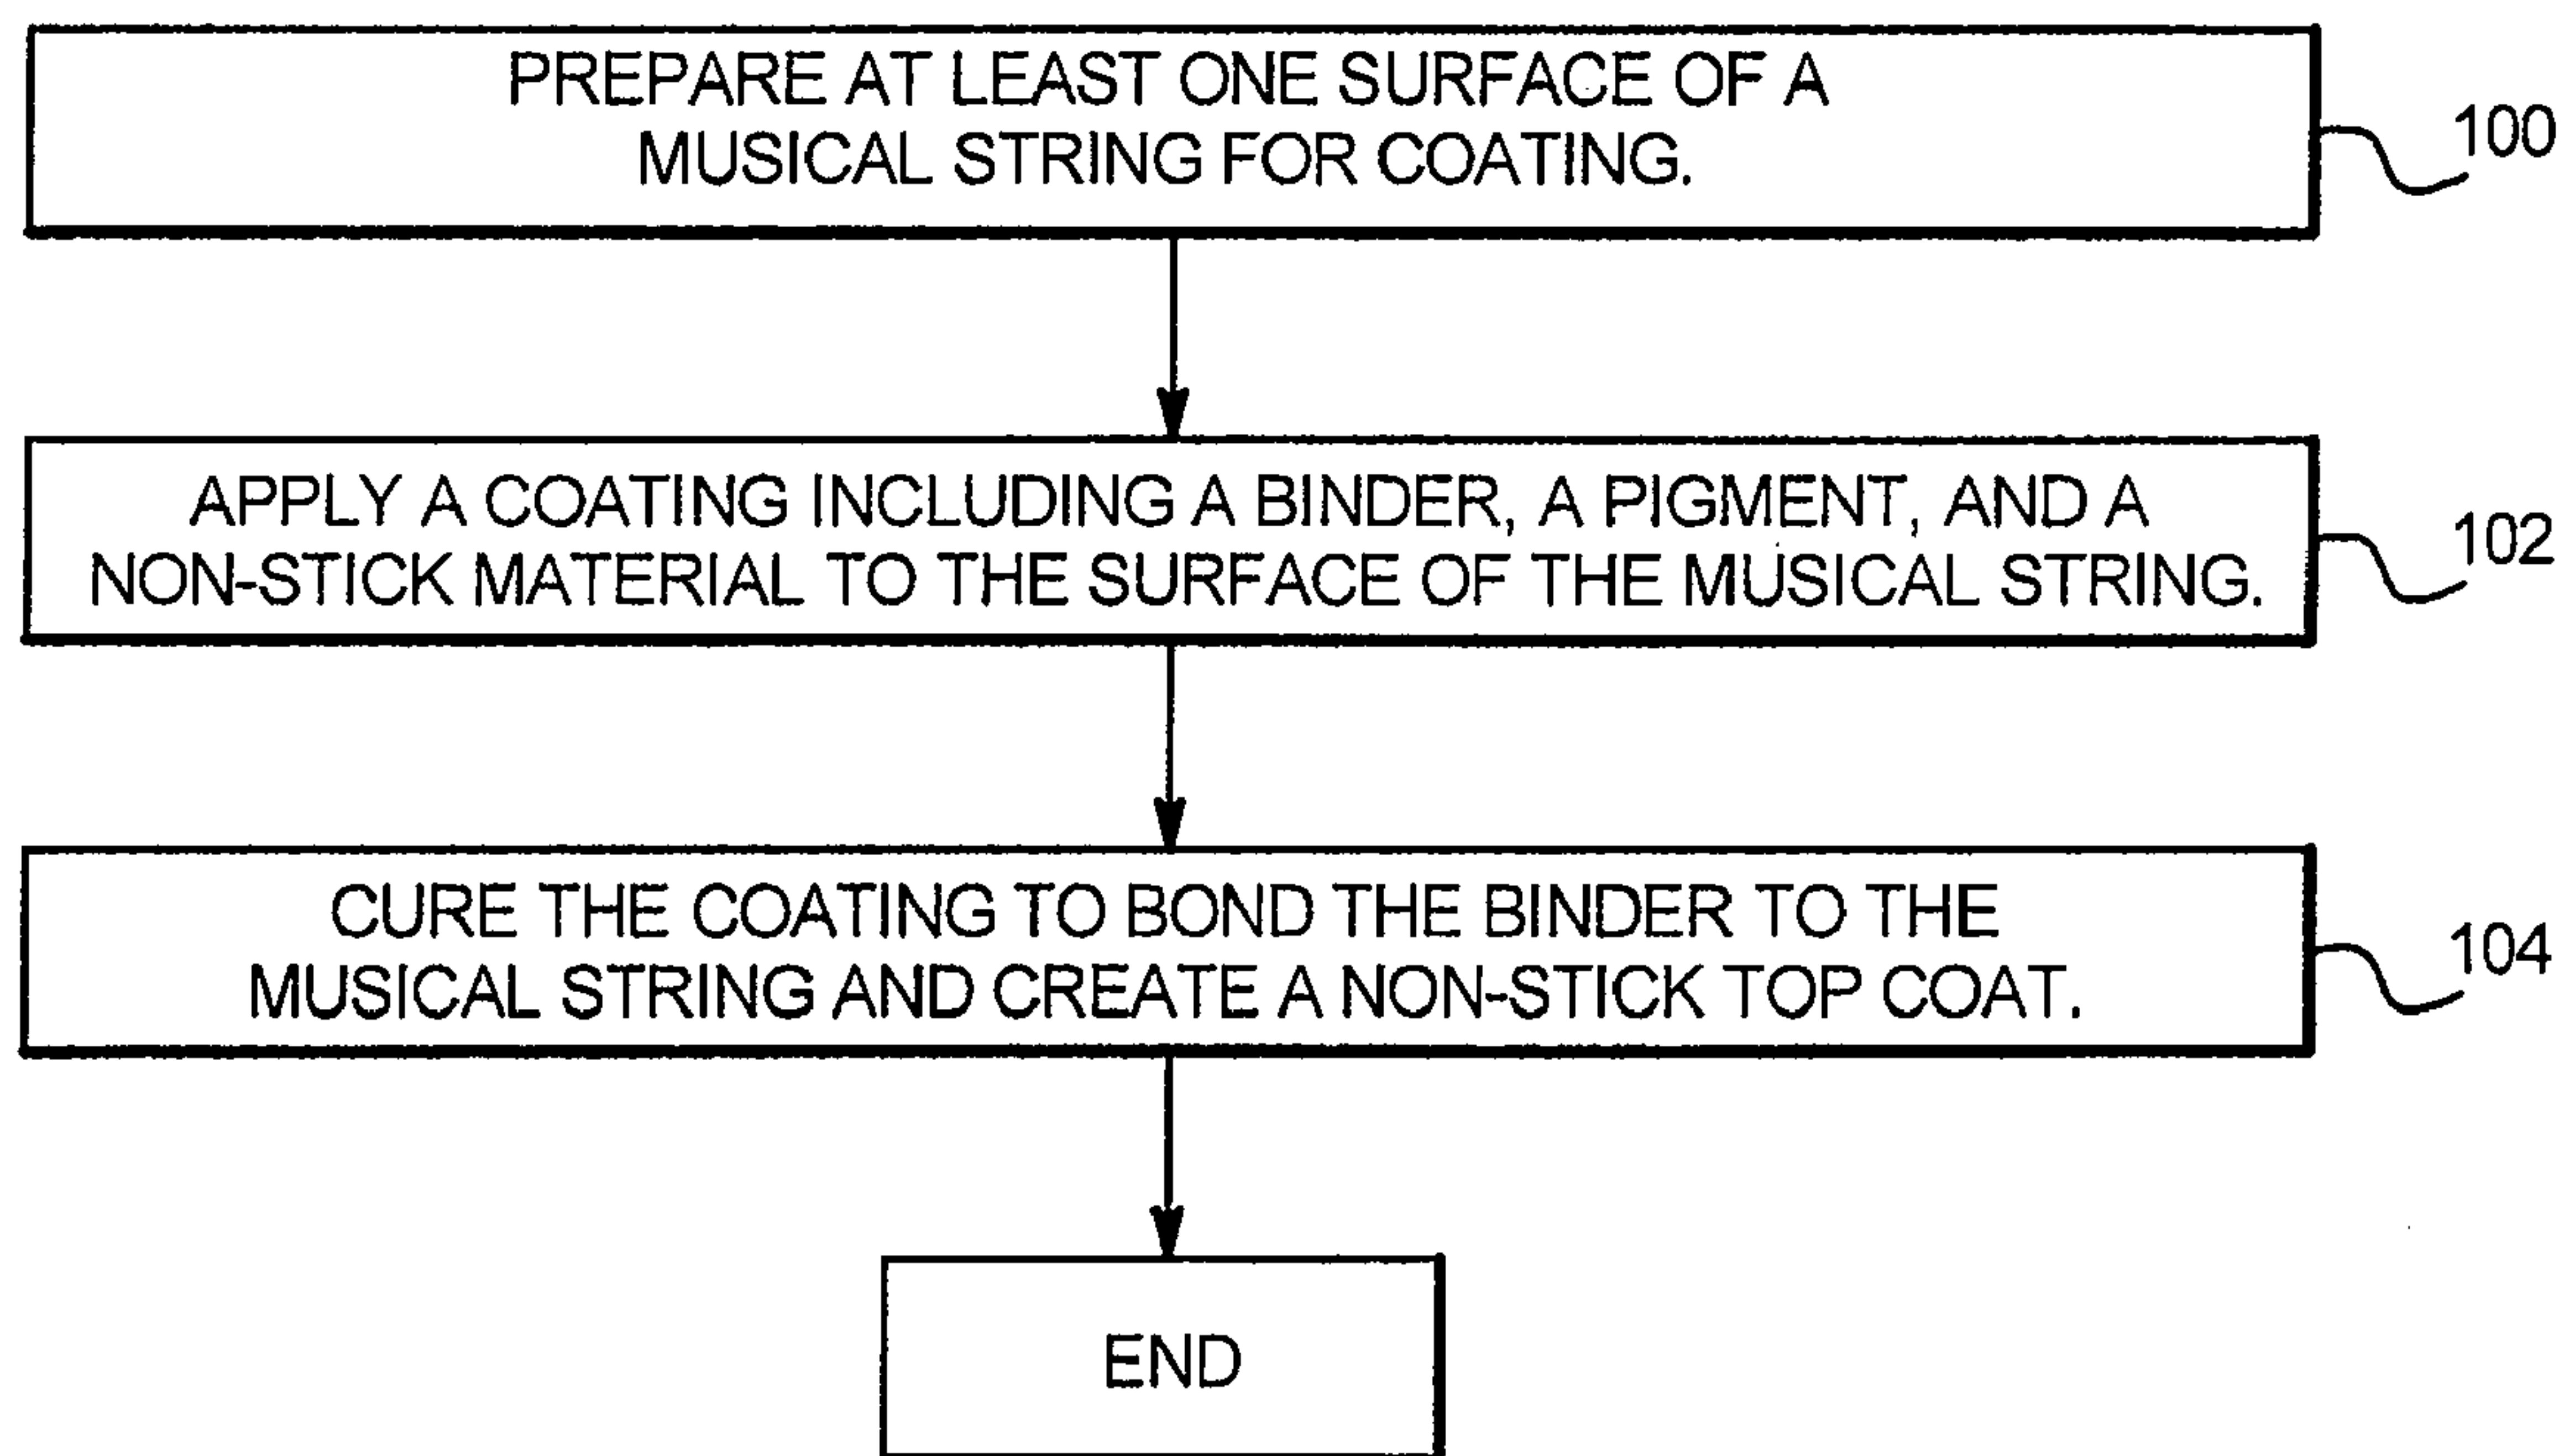 PREPARE AT LEAST ONE SURFACE OF A
MUSICAL STRING FOR COATING.
100
APPLY A COATING INCLUDING A BINDER, A PIGMENT, AND A
NON-STICK MATERIAL TO THE SURFACE OF THE MUSICAL STRING.
102
CURE THE COATING TO BOND THE BINDER TO THE
MUSICAL STRING AND CREATE A NON-STICK TOP COAT.
104
END